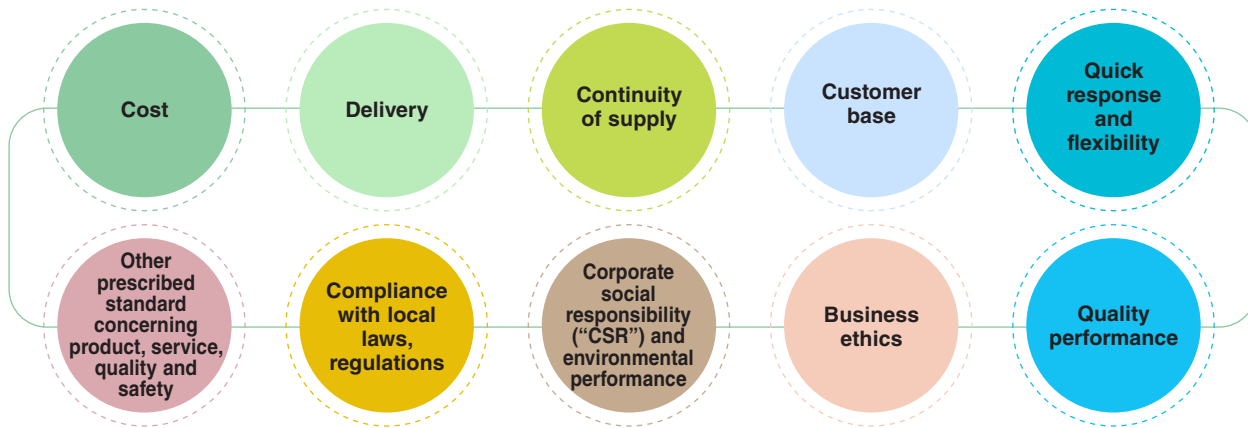 Cost
Delivery
Continuity
of supply
Customer
base
Quick
response
and
flexibility
Other
prescribed
standard
concerning
product, service,
quality and
safety
Compliance
with local
laws,
regulations
Corporate
social
responsibility
(“CSR”) and
environmental
performance
Business
ethics
Quality
performance